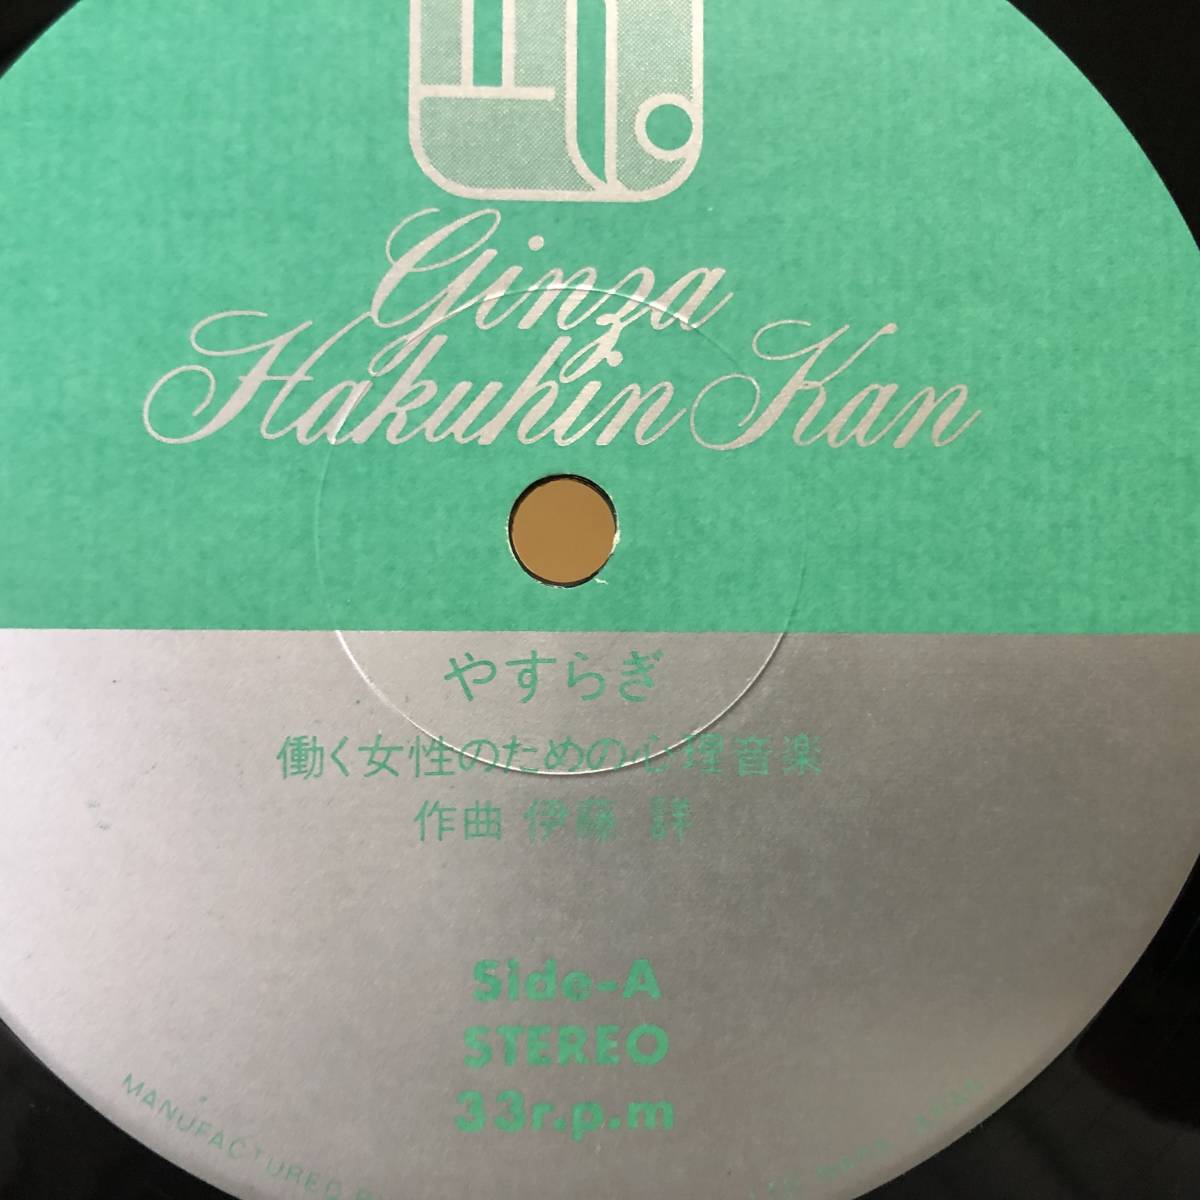 Ginza
Hakuhin Kan
やすらぎ
働く女性のための心理音楽
作曲 伊藤 詳
Side-A
STEREO
33r.p.m
MANUFACTURED